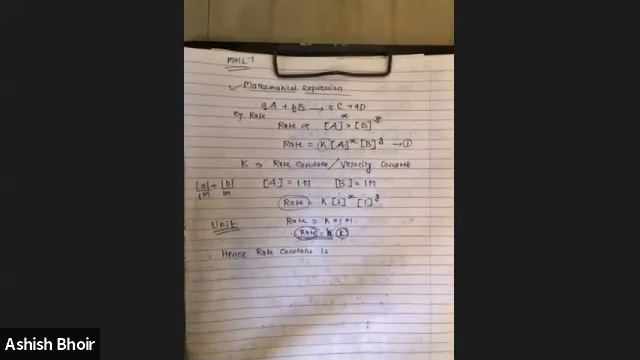 Mol L⁻¹
✓ Mathematical expression
aA + bB → cC + dD
eg Rate
Rate ∝ [A]ˣ [B]ʸ
Rate = K [A]ˣ [B]ʸ → ①
K ⇒ Rate Constant / Velocity Constant
[A] = 1M [B] = 1M
Rate = K [1]ˣ [1]ʸ
Unit Rate = K × 1 × 1
Rate = K
Hence Rate Constant is
Ashish Bhoir